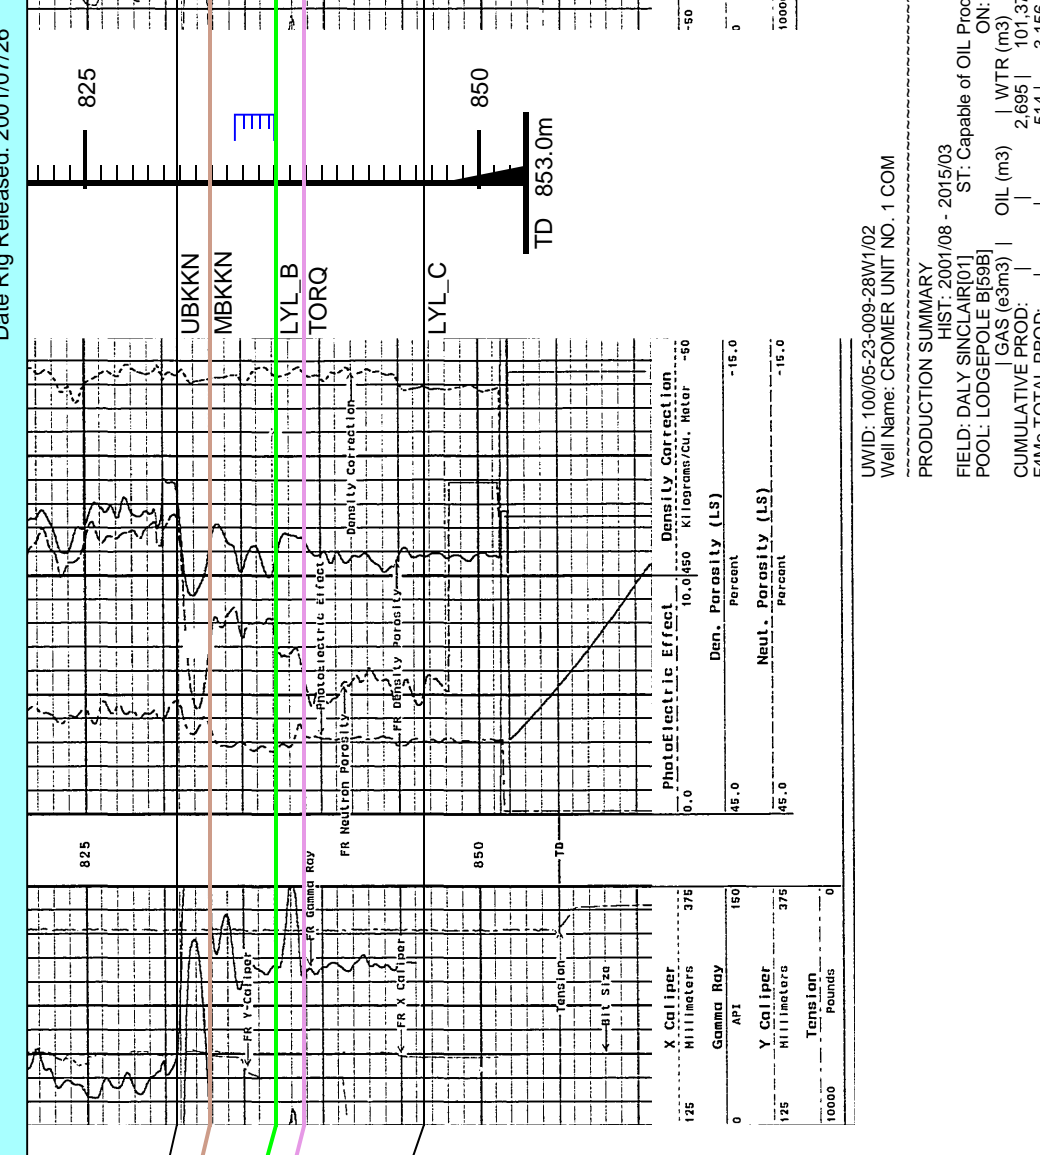 Date Rig Released: 2001/07/26
825
850
TD 853.0m
UBKKN
MBKKN
LYL_B
TORQ
LYL_C
-50
0
10000
Density Correction
Photoelectric Effect
FR Neutron Porosity
FR Density Porosity
825
850
TD
FR Gamma Ray
FR Y-Caliper
FR X Caliper
Tension
Bit Size
PhotoElectric Effect
0.0 10.0
Density Correction
450 Kilograms/Cu. Meter -50
Den. Porosity (LS)
45.0 Percent -15.0
Neut. Porosity (LS)
45.0 Percent -15.0
X Caliper
125 Millimeters 375
Gamma Ray
0 API 150
Y Caliper
125 Millimeters 375
Tension
10000 Pounds 0
UWID: 100/05-23-009-28W1/02
Well Name: CROMER UNIT NO. 1 COM
~~~~~~~~~~~~~~~~~~~~~~~~~~~~~~~~~~~~~~~~
PRODUCTION SUMMARY
HIST: 2001/08 - 2015/03
FIELD: DALY SINCLAIR[01] ST: Capable of OIL Proc
POOL: LODGEPOLE B[59B] ON:
| GAS (e3m3) | OIL (m3) | WTR (m3)
CUMULATIVE PROD: | | 2,695 | 101,37